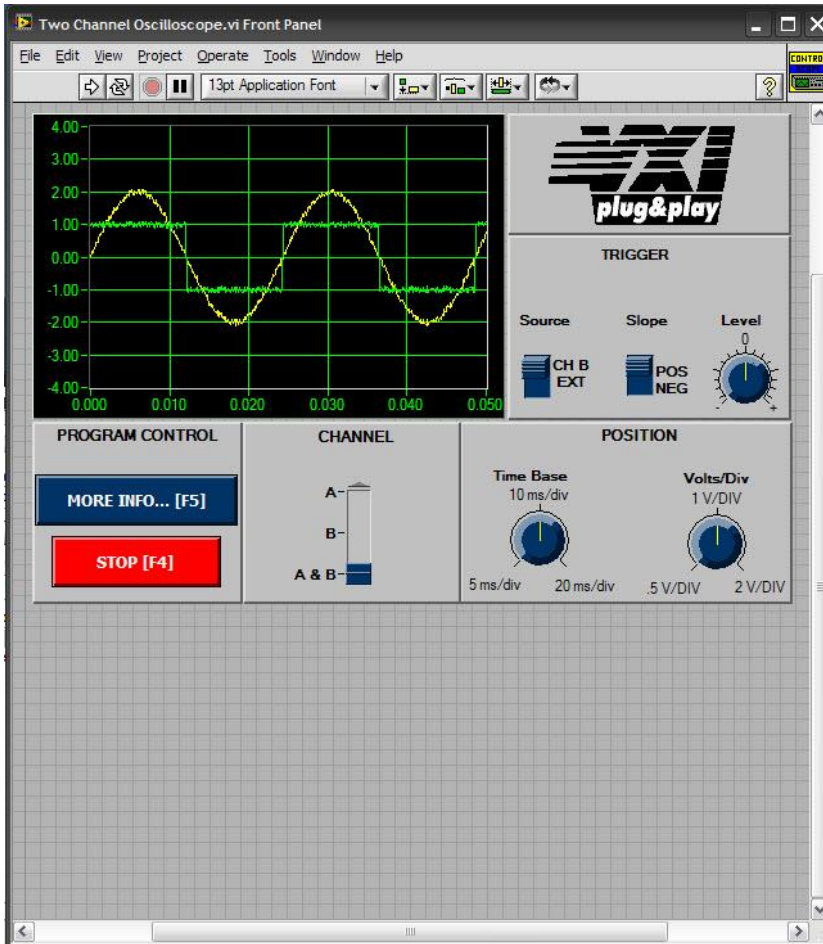 Two Channel Oscilloscope.vi Front Panel
File Edit View Project Operate Tools Window Help
13pt Application Font
?
4.00
3.00
2.00
1.00
0.00
-1.00
-2.00
-3.00
-4.00
0.000 0.010 0.020 0.030 0.040 0.050
VXI
plug&play
TRIGGER
Source Slope Level
0
CH B
EXT
POS
NEG
- +
PROGRAM CONTROL
MORE INFO... [F5]
STOP [F4]
CHANNEL
A
B
A & B
POSITION
Time Base
10 ms/div
5 ms/div 20 ms/div
Volts/Div
1 V/DIV
.5 V/DIV 2 V/DIV